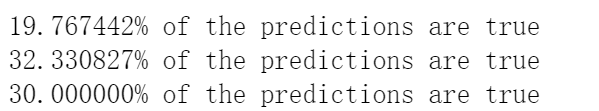 19.767442% of the predictions are true
32.330827% of the predictions are true
30.000000% of the predictions are true